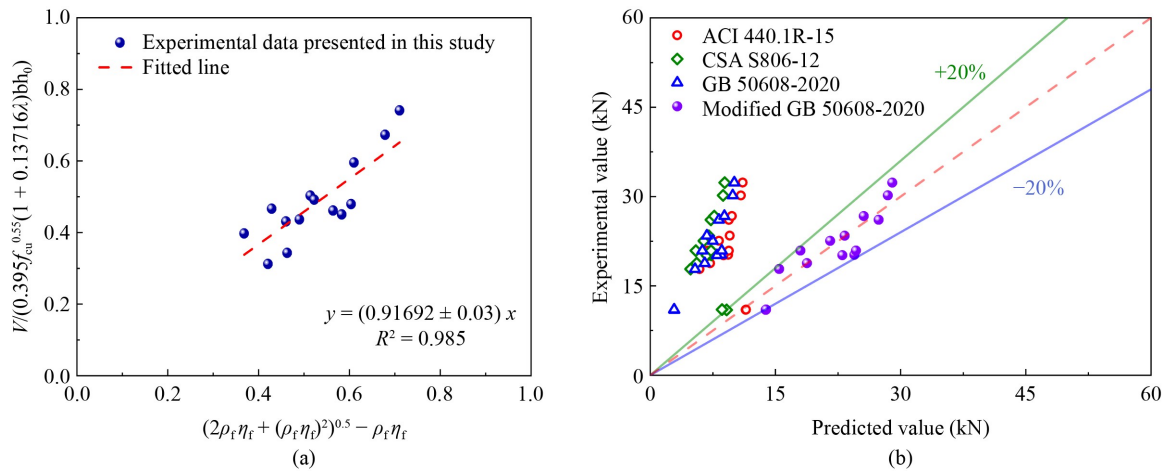 1.0
0.8
0.6
0.4
0.2
0.0
V/(0.395f_cu^0.55(1 + 0.13716λ)bh_0)
Experimental data presented in this study
Fitted line
y = (0.91692 ± 0.03) x
R² = 0.985
0.0 0.2 0.4 0.6 0.8 1.0
(2ρ_fη_f + (ρ_fη_f)²)^0.5 − ρ_fη_f
(a)
60
45
30
15
0
Experimental value (kN)
ACI 440.1R-15
CSA S806-12
GB 50608-2020
Modified GB 50608-2020
+20%
−20%
0 15 30 45 60
Predicted value (kN)
(b)